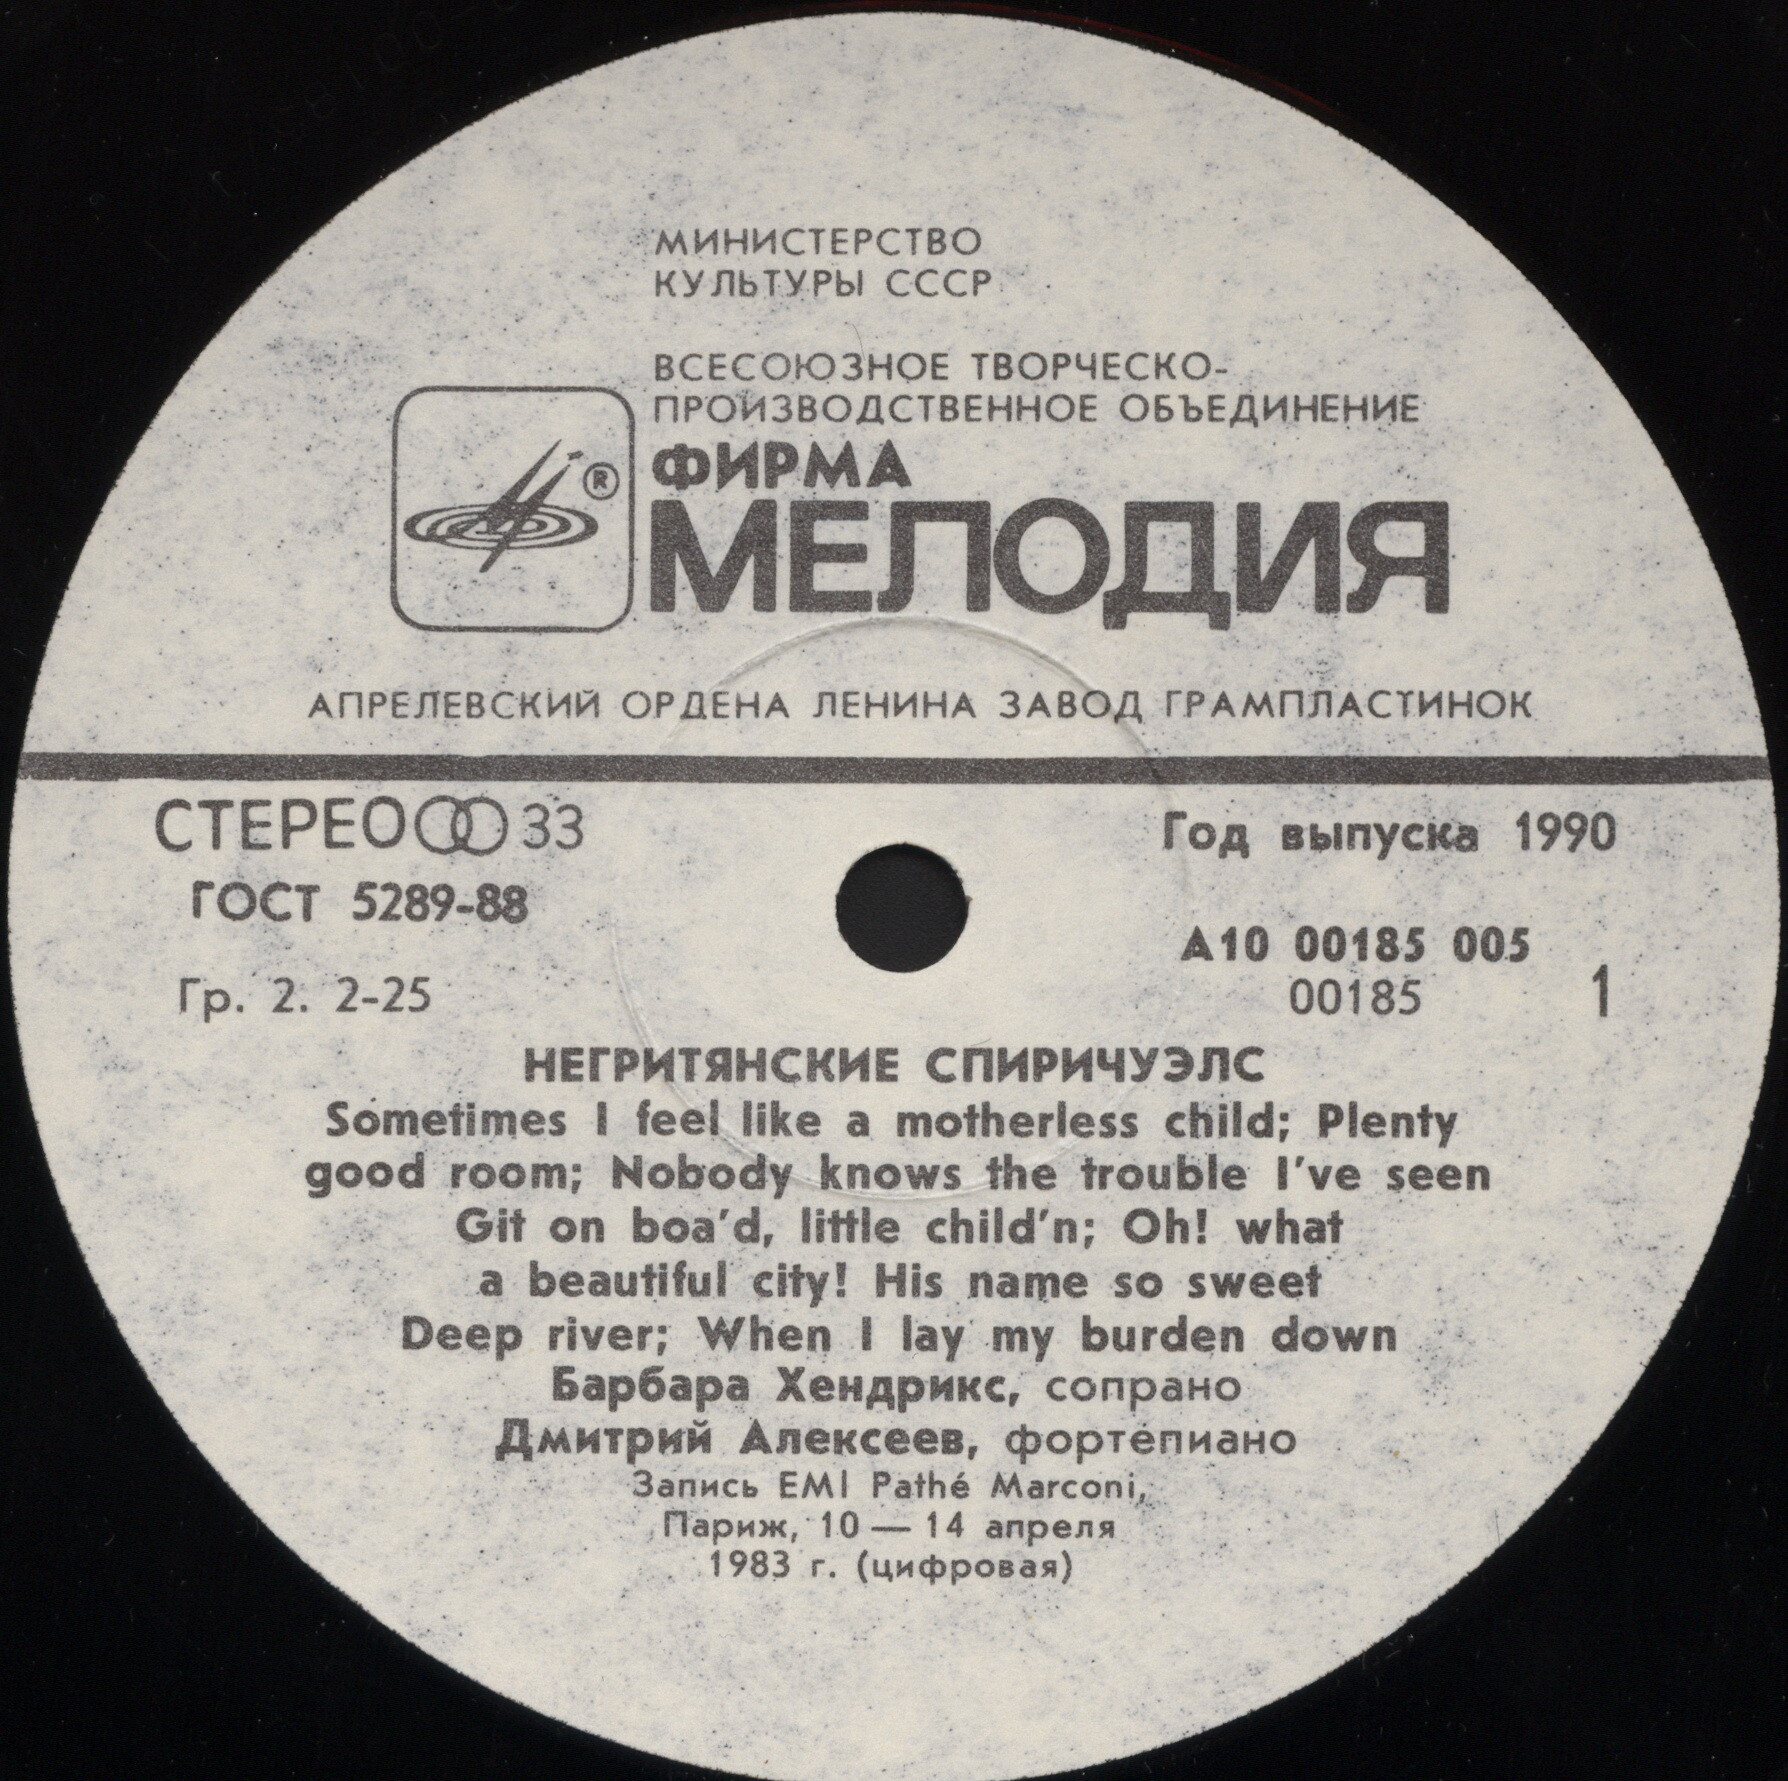 МИНИСТЕРСТВО
КУЛЬТУРЫ СССР
ВСЕСОЮЗНОЕ ТВОРЧЕСКО-
ПРОИЗВОДСТВЕННОЕ ОБЪЕДИНЕНИЕ
ФИРМА
®
МЕЛОДИЯ
АПРЕЛЕВСКИЙ ОРДЕНА ЛЕНИНА ЗАВОД ГРАМПЛАСТИНОК
СТЕРЕО 33
Год выпуска 1990
ГОСТ 5289-88
А10 00185 005
Гр. 2. 2-25
00185 1
НЕГРИТЯНСКИЕ СПИРИЧУЭЛС
Sometimes I feel like a motherless child; Plenty
good room; Nobody knows the trouble I've seen
Git on boa'd, little child'n; Oh! what
a beautiful city! His name so sweet
Deep river; When I lay my burden down
Барбара Хендрикс, сопрано
Дмитрий Алексеев, фортепиано
Запись EMI Pathé Marconi,
Париж, 10 — 14 апреля
1983 г. (цифровая)